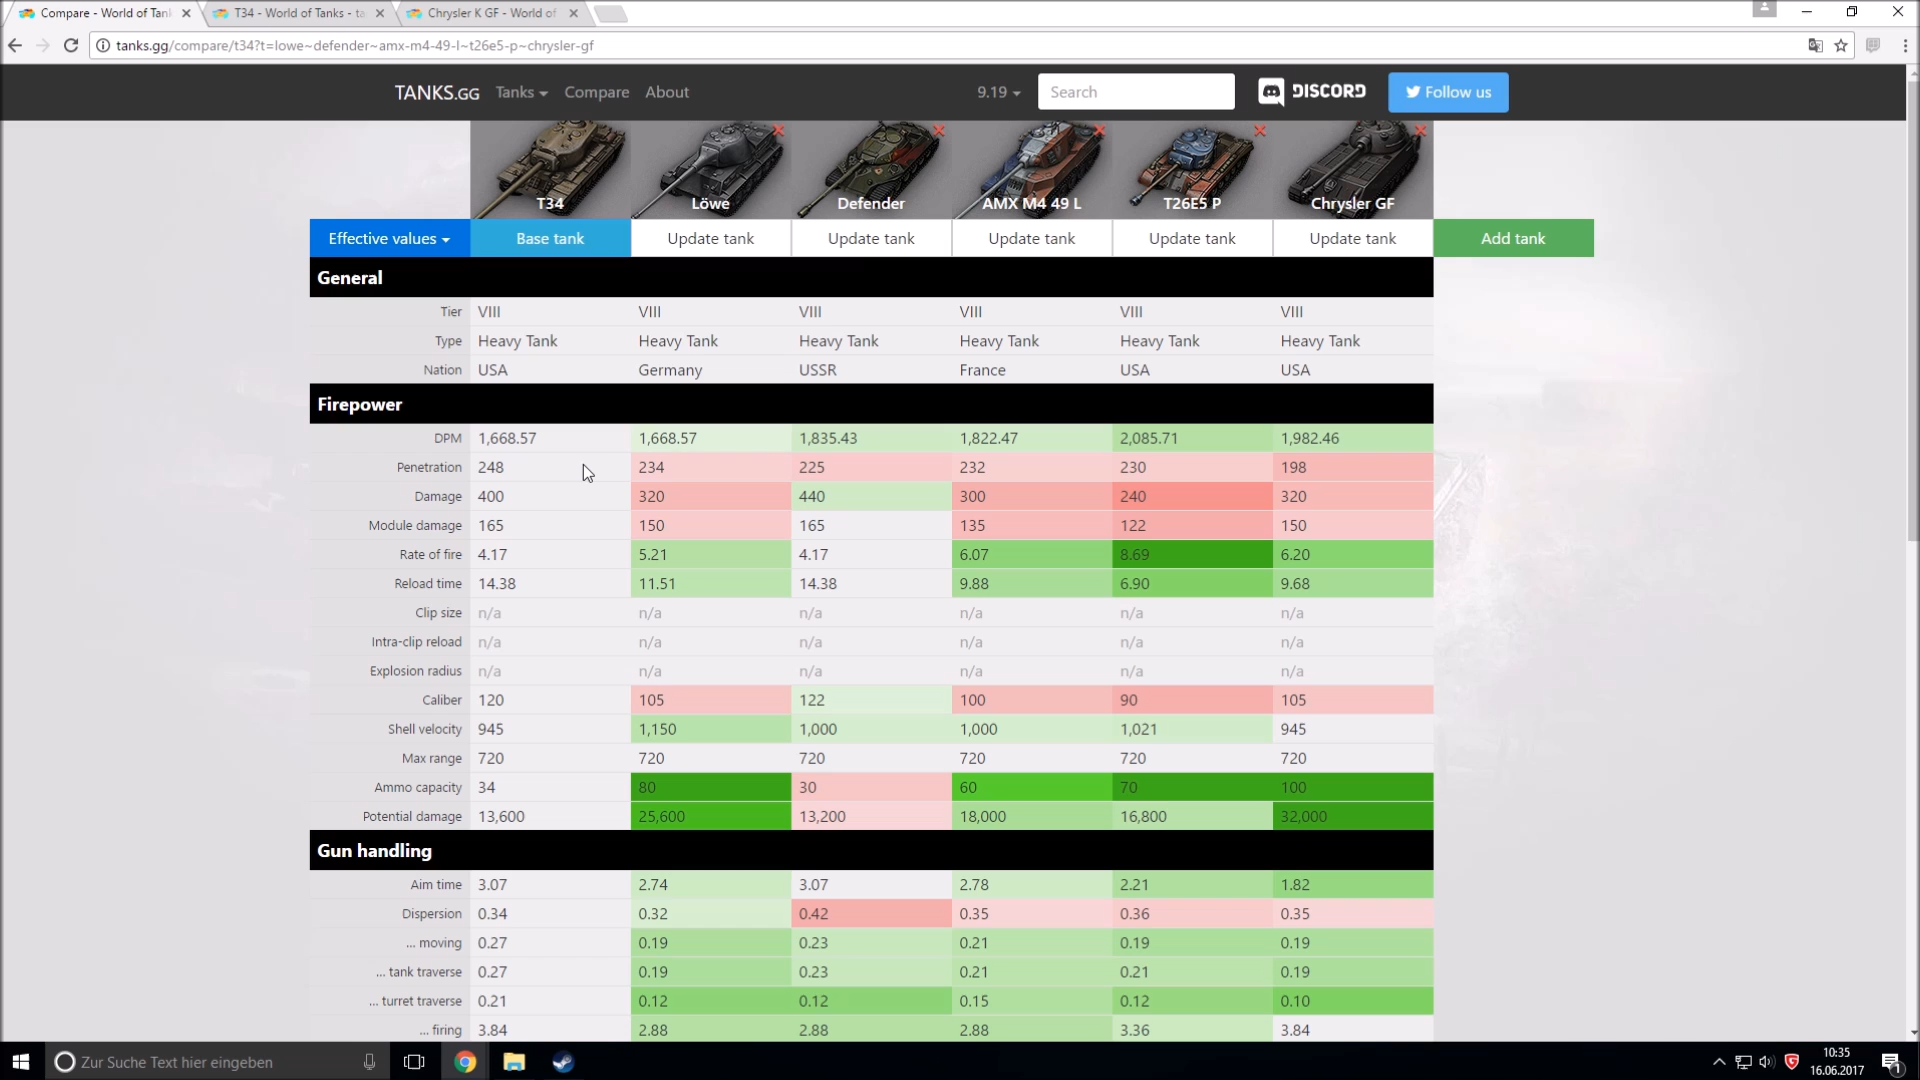 Compare - World of Tank
T34 - World of Tanks - ta
Chrysler K GF - World of
tanks.gg/compare/t34?t=lowe~defender~amx-m4-49-l~t26e5-p~chrysler-gf
TANKS.GG Tanks Compare About 9.19 Search DISCORD Follow us
T34 Löwe Defender AMX M4 49 L T26E5 P Chrysler GF
Effective values Base tank Update tank Update tank Update tank Update tank Update tank Add tank
General
Tier VIII VIII VIII VIII VIII VIII
Type Heavy Tank Heavy Tank Heavy Tank Heavy Tank Heavy Tank Heavy Tank
Nation USA Germany USSR France USA USA
Firepower
DPM 1,668.57 1,668.57 1,835.43 1,822.47 2,085.71 1,982.46
Penetration 248 234 225 232 230 198
Damage 400 320 440 300 240 320
Module damage 165 150 165 135 122 150
Rate of fire 4.17 5.21 4.17 6.07 8.69 6.20
Reload time 14.38 11.51 14.38 9.88 6.90 9.68
Clip size n/a n/a n/a n/a n/a n/a
Intra-clip reload n/a n/a n/a n/a n/a n/a
Explosion radius n/a n/a n/a n/a n/a n/a
Caliber 120 105 122 100 90 105
Shell velocity 945 1,150 1,000 1,000 1,021 945
Max range 720 720 720 720 720 720
Ammo capacity 34 80 30 60 70 100
Potential damage 13,600 25,600 13,200 18,000 16,800 32,000
Gun handling
Aim time 3.07 2.74 3.07 2.78 2.21 1.82
Dispersion 0.34 0.32 0.42 0.35 0.36 0.35
... moving 0.27 0.19 0.23 0.21 0.19 0.19
... tank traverse 0.27 0.19 0.23 0.21 0.21 0.19
... turret traverse 0.21 0.12 0.12 0.15 0.12 0.10
... firing 3.84 2.88 2.88 2.88 3.36 3.84
Zur Suche Text hier eingeben
10:35
16.06.2017
1